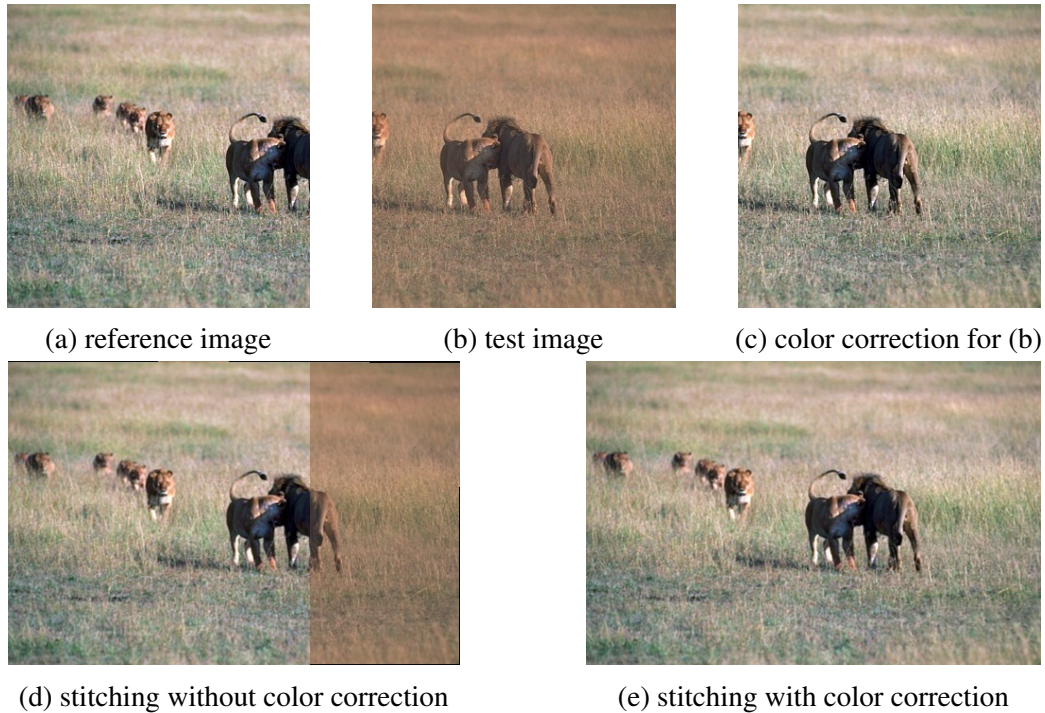 (a) reference image
(b) test image
(c) color correction for (b)
(d) stitching without color correction
(e) stitching with color correction